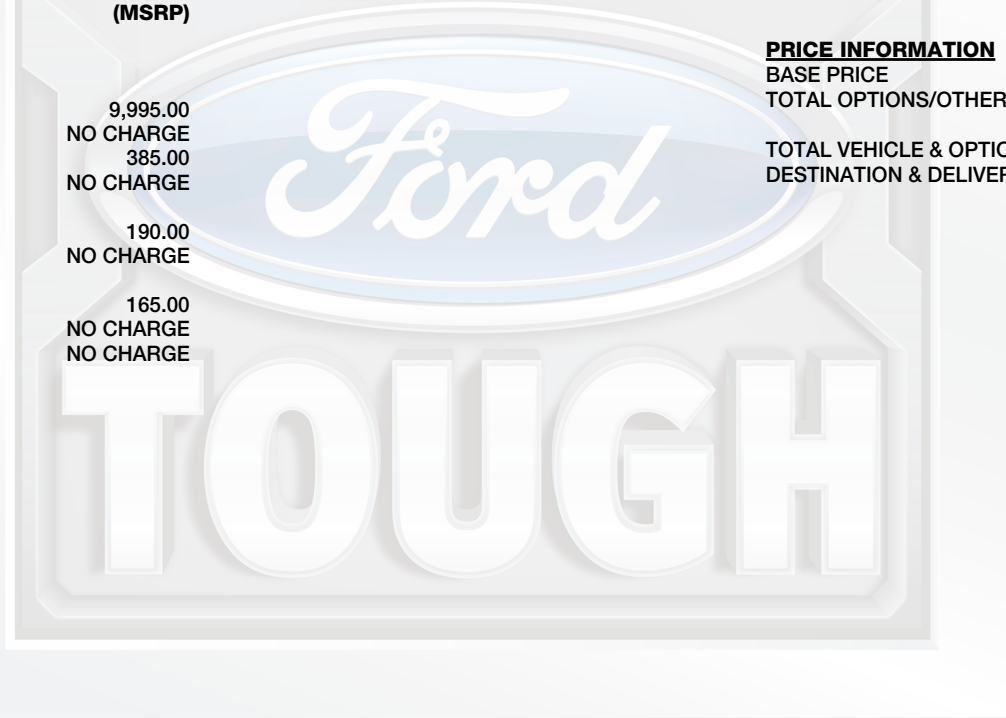 (MSRP)
9,995.00
NO CHARGE
385.00
NO CHARGE
190.00
NO CHARGE
165.00
NO CHARGE
NO CHARGE
PRICE INFORMATION
BASE PRICE
TOTAL OPTIONS/OTHER
TOTAL VEHICLE & OPTIO
DESTINATION & DELIVER
Ford
TOUGH